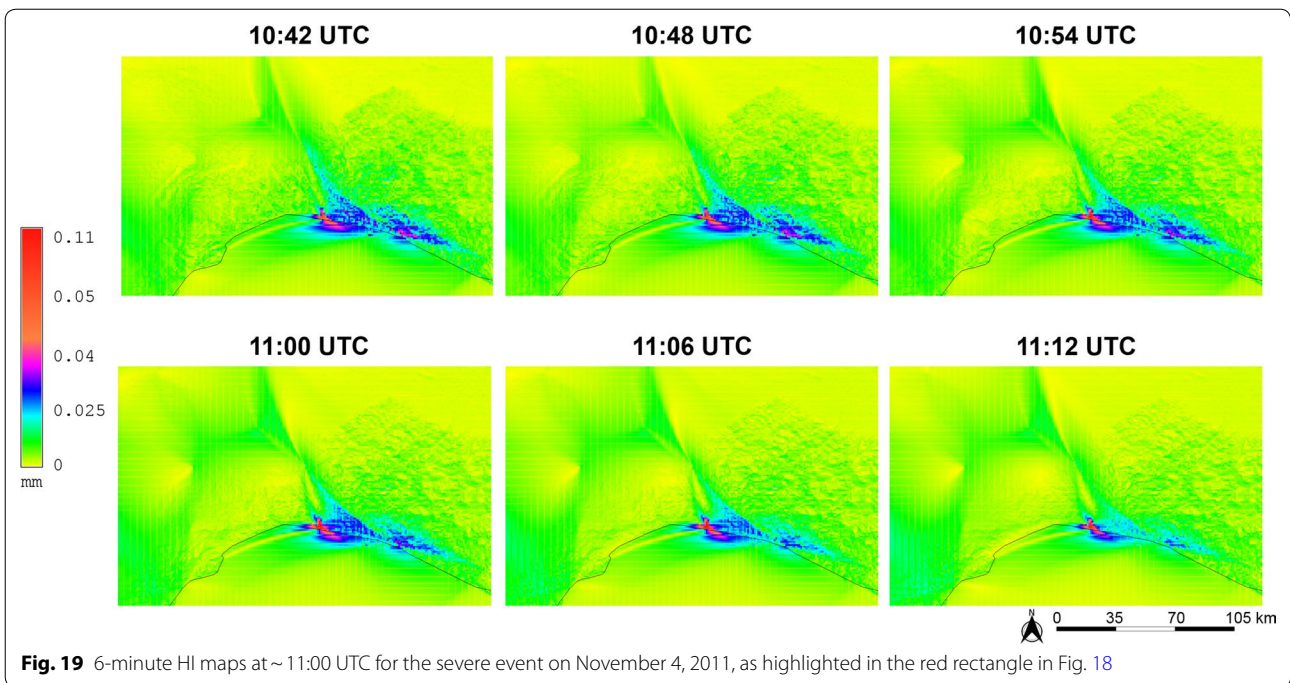 10:42 UTC 10:48 UTC 10:54 UTC
0.11
0.05
0.04
0.025
0
mm
11:00 UTC 11:06 UTC 11:12 UTC
N
0 35 70 105 km
Fig. 19 6-minute HI maps at ~ 11:00 UTC for the severe event on November 4, 2011, as highlighted in the red rectangle in Fig. 18